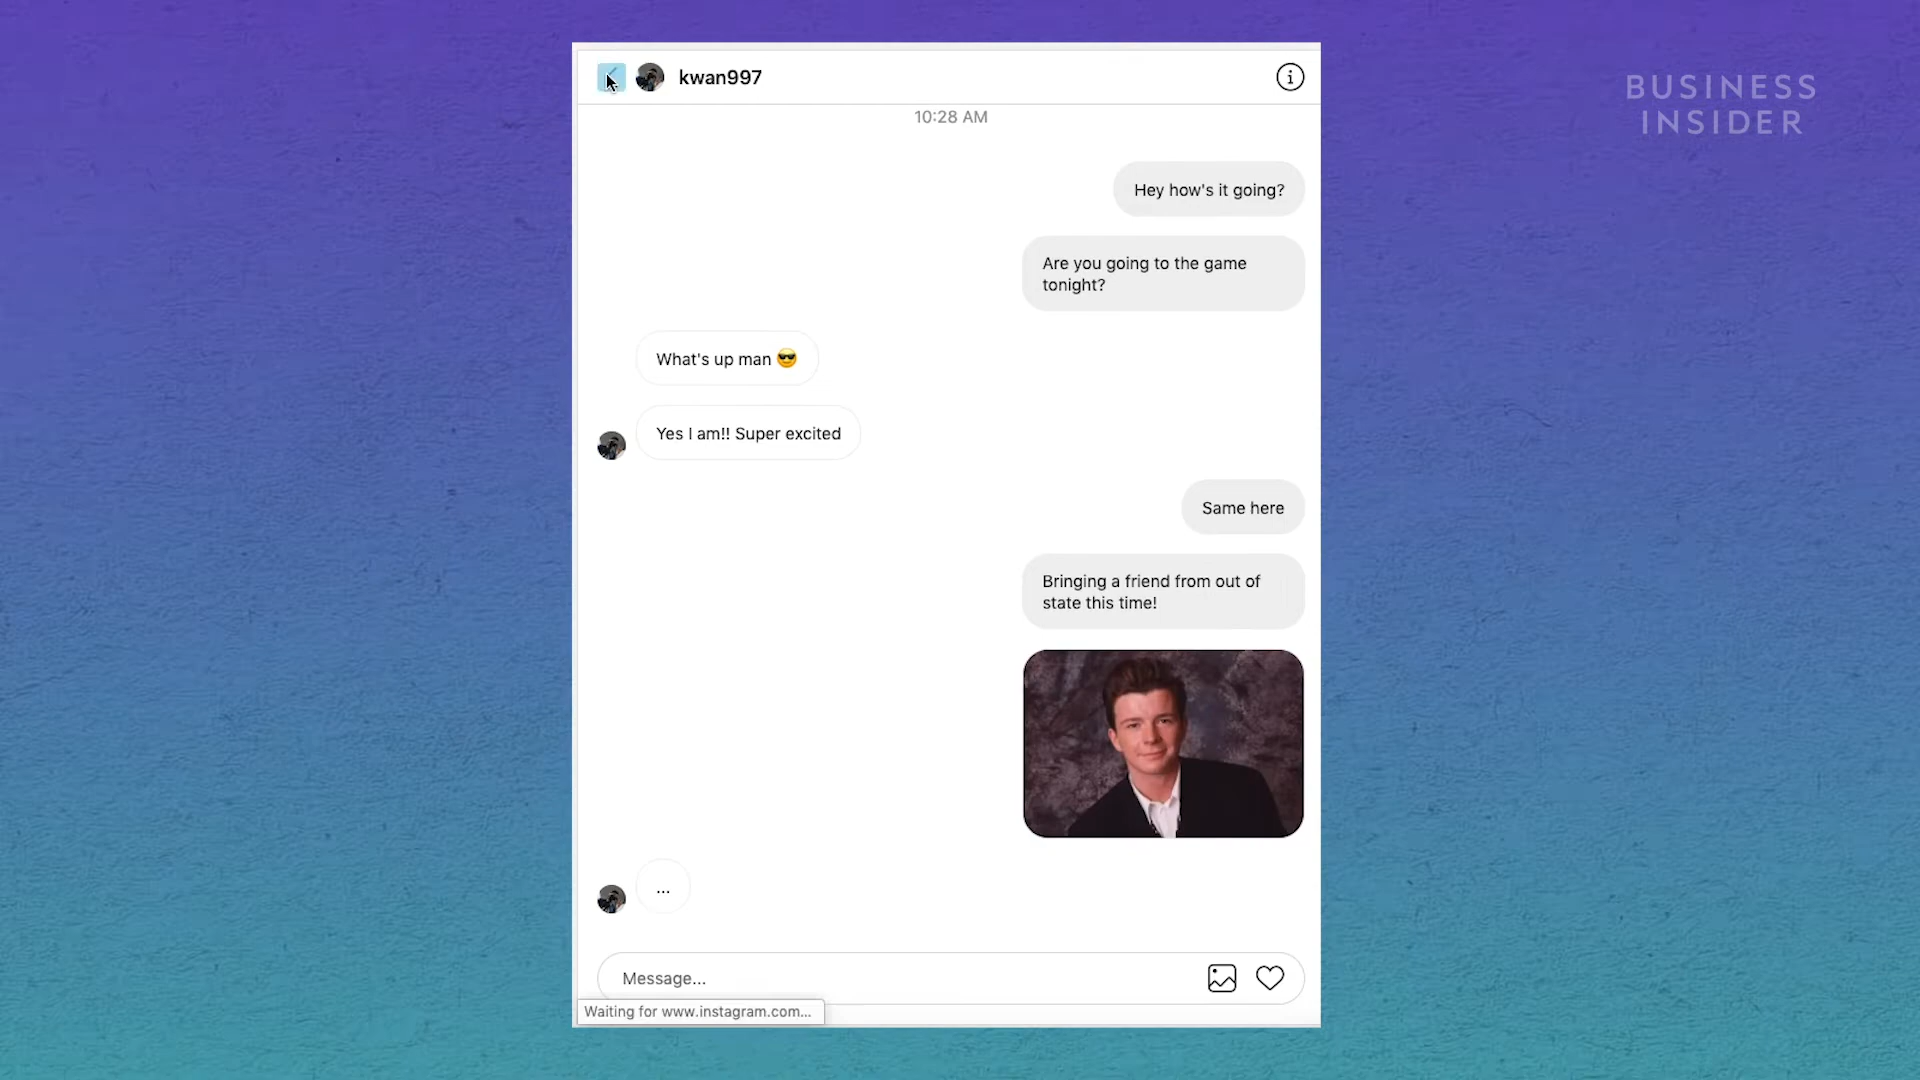 kwan997
BUSINESS
INSIDER
10:28 AM
Hey how's it going?
Are you going to the game
tonight?
What's up man 😎
Yes I am!! Super excited
Same here
Bringing a friend from out of
state this time!
...
Message...
Waiting for www.instagram.com...